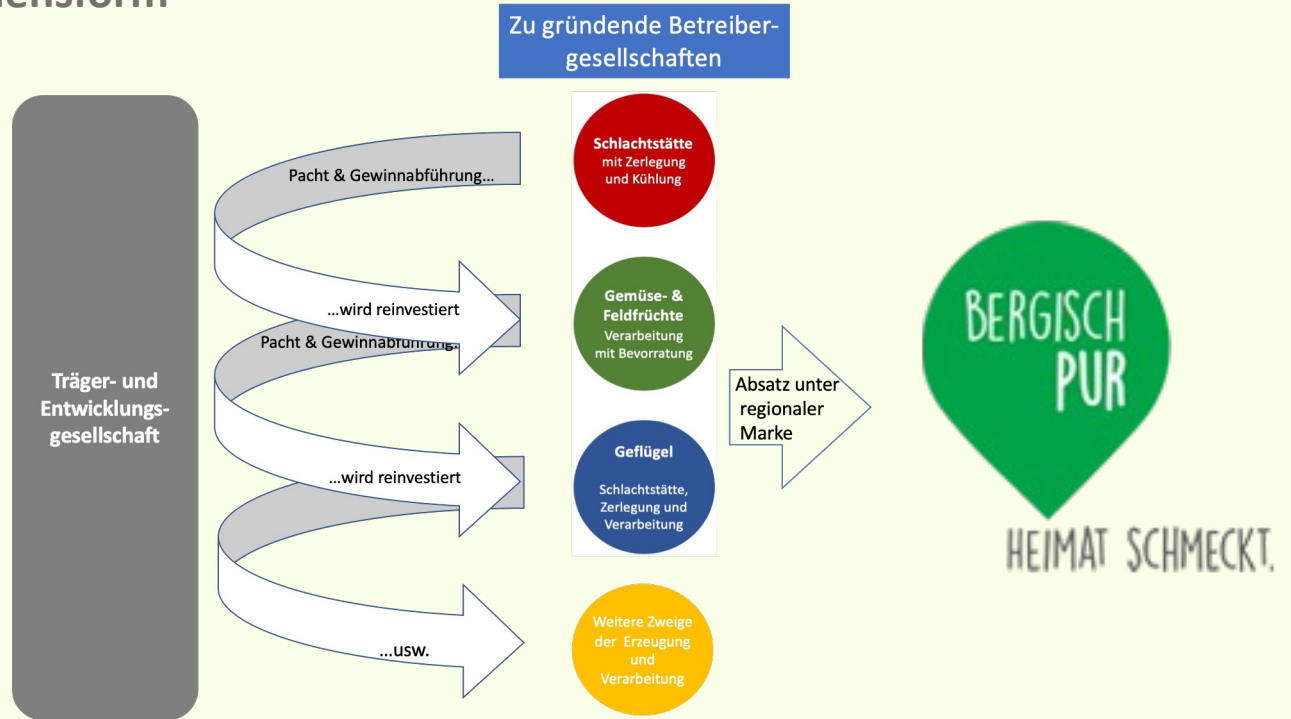 Zu gründende Betreiber-
gesellschaften
Träger- und
Entwicklungs-
gesellschaft
Pacht & Gewinnabführung...
...wird reinvestiert
Pacht & Gewinnabführung.
...wird reinvestiert
...usw.
Schlachtstätte
mit Zerlegung
und Kühlung
Gemüse- &
Feldfrüchte
Verarbeitung
mit Bevorratung
Geflügel
Schlachtstätte,
Zerlegung und
Verarbeitung
Weitere Zweige
der Erzeugung
und
Verarbeitung
Absatz unter
regionaler
Marke
BERGISCH
PUR
HEIMAT SCHMECKT.